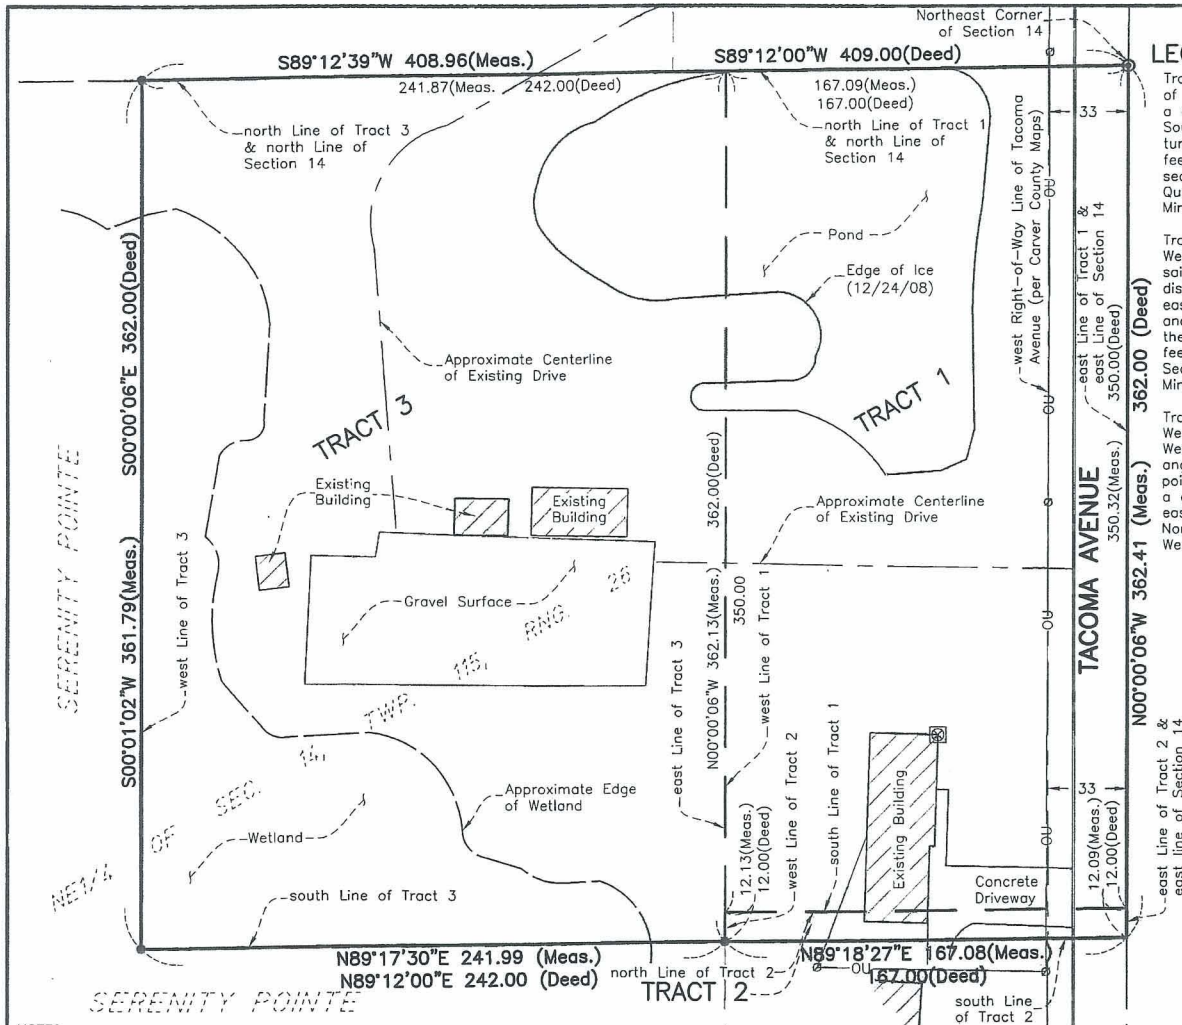 Northeast Corner
of Section 14
S89°12'39"W 408.96(Meas.)
S89°12'00"W 409.00(Deed)
241.87(Meas. 242.00(Deed)
167.09(Meas.)
167.00(Deed)
north Line of Tract 3
& north Line of
Section 14
north Line of Tract 1
& north Line of
Section 14
33
west Right-of-Way Line of Tacoma
Avenue (per Carver County Maps)
OU
east Line of Tract 1 &
east Line of Section 14
350.00(Deed)
362.00 (Deed)
S00°00'06"E 362.00(Deed)
Pond
Edge of Ice
(12/24/08)
Approximate Centerline
of Existing Drive
TRACT 3
TRACT 1
OU
362.00(Deed)
350.32(Meas.)
N00°00'06"W 362.41 (Meas.)
TACOMA AVENUE
SERENITY POINTE
Existing
Building
Existing
Building
Approximate Centerline
of Existing Drive
S00°01'02"W 361.79(Meas.)
west Line of Tract 3
Gravel Surface
NE1/4 OF SEC. 14, TWP. 115, RNG. 26
N00°00'06"W 362.13(Meas.)
350.00
west Line of Tract 1
east Line of Tract 3
OU
west Line of Tract 2
south Line of Tract 1
Existing Building
33
east Line of Tract 2 &
east line of Section 14
Approximate Edge
of Wetland
Wetland
12.13(Meas.)
12.00(Deed)
OU
12.09(Meas.)
12.00(Deed)
Concrete
Driveway
south Line of Tract 3
N89°17'30"E 241.99 (Meas.)
N89°12'00"E 242.00 (Deed)
N89°18'27"E 167.08(Meas.)
167.00(Deed)
north Line of Tract 2
OU
TRACT 2
SERENITY POINTE
south Line
of Tract 2